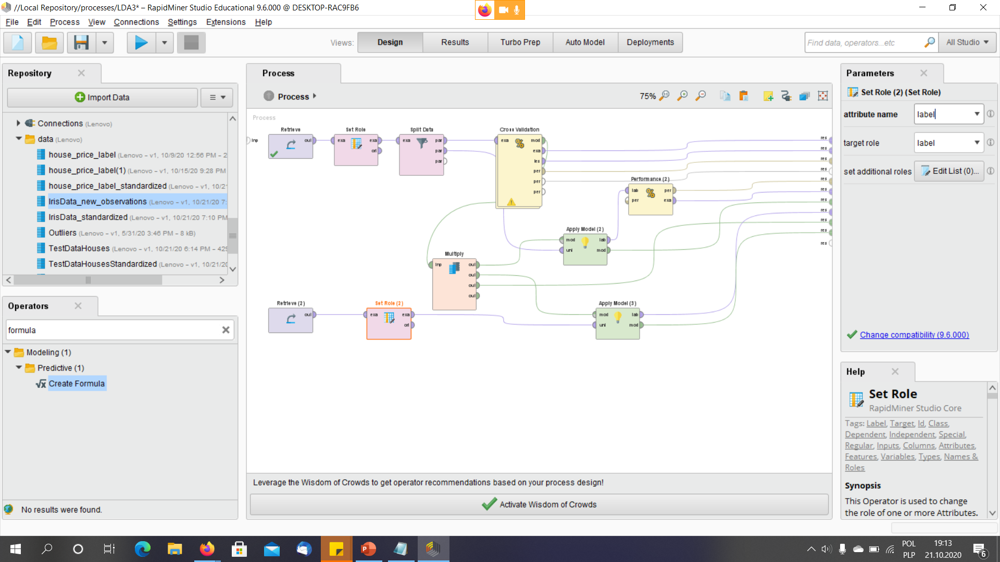 //Local Repository/processes/LDA3* – RapidMiner Studio Educational 9.6.000 @ DESKTOP-RAC9FB6
File Edit Process View Connections Settings Extensions Help
Views: Design Results Turbo Prep Auto Model Deployments
Find data, operators...etc
All Studio
Repository
Import Data
Connections (Lenovo)
data (Lenovo)
house_price_label (Lenovo – v1, 10/9/20 12:56 PM – 2
house_price_label(1) (Lenovo – v1, 10/15/20 9:28 PM
house_price_label_standardized (Lenovo – v1, 10/2
IrisData_new_observations (Lenovo – v1, 10/21/20 7:
IrisData_standardized (Lenovo – v1, 10/21/20 7:10 PM
Outliers (Lenovo – v1, 5/31/20 3:46 PM – 8 kB)
TestDataHouses (Lenovo – v1, 10/21/20 6:14 PM – 429
TestDataHousesStandardized (Lenovo – v1, 10/21/20
Operators
formula
Modeling (1)
Predictive (1)
Create Formula
No results were found.
Process
Process
75%
Process
Inp
Retrieve
out
Set Role
exa exa
ori
Split Data
exa par
par
par
Cross Validation
exa mod
exa
tes
per
per
per
Performance (2)
lab per
per exa
Apply Model (2)
mod lab
unl mod
Multiply
inp out
out
out
out
Retrieve (2)
out
Set Role (2)
exa exa
ori
Apply Model (3)
mod lab
unl mod
res
res
res
res
res
res
res
res
res
res
res
Leverage the Wisdom of Crowds to get operator recommendations based on your process design!
Activate Wisdom of Crowds
Parameters
Set Role (2) (Set Role)
attribute name label
target role label
set additional roles Edit List (0)...
Change compatibility (9.6.000)
Help
Set Role
RapidMiner Studio Core
Tags: Label, Target, Id, Class,
Dependent, Independent, Special,
Regular, Inputs, Columns, Attributes,
Features, Variables, Types, Names &
Roles
Synopsis
This Operator is used to change
the role of one or more Attributes.
POL
PLP
19:13
21.10.2020
6